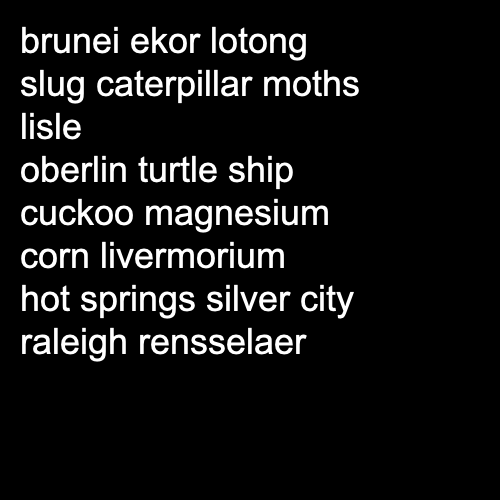 brunei ekor lotong
slug caterpillar moths
lisle
oberlin turtle ship
cuckoo magnesium
corn livermorium
hot springs silver city
raleigh rensselaer